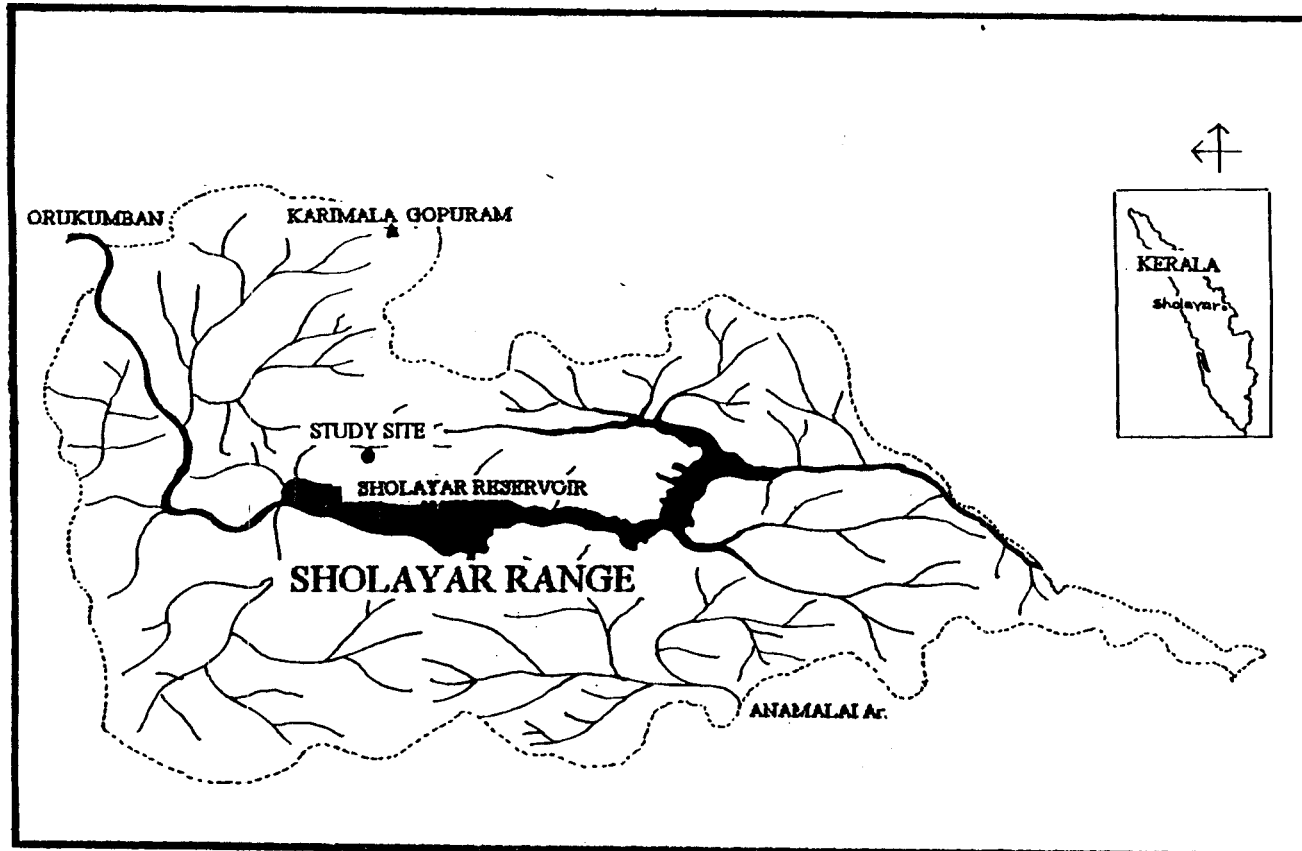 ORUKUMBAN
KARIMALA GOPURAM
KERALA
Sholayar
STUDY SITE
SHOLAYAR RESERVOIR
SHOLAYAR RANGE
ANAMALAI Ar.